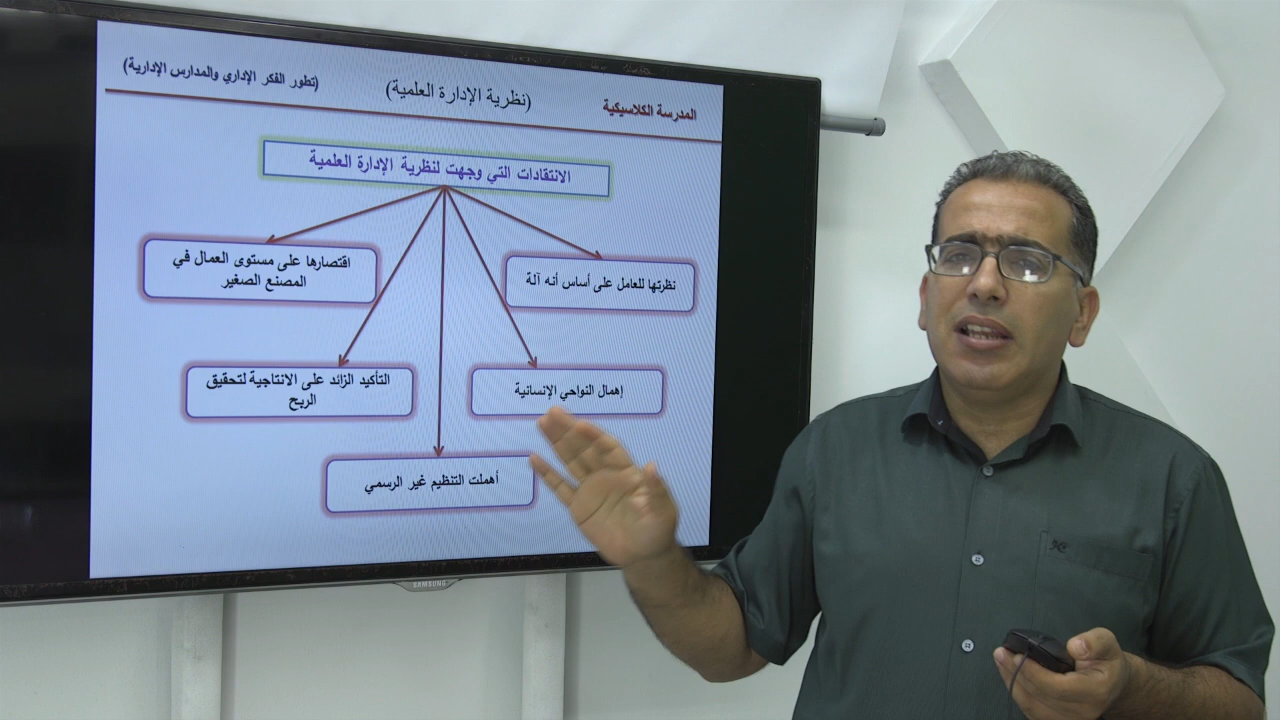 المدرسة الكلاسيكية
(نظرية الإدارة العلمية)
(تطور الفكر الإداري والمدارس الإدارية)
الانتقادات التي وجهت لنظرية الإدارة العلمية
نظرتها للعامل على أساس أنه آلة
اقتصارها على مستوى العمال في
المصنع الصغير
إهمال النواحي الإنسانية
التأكيد الزائد على الانتاجية لتحقيق
الربح
أهملت التنظيم غير الرسمي
SAMSUNG